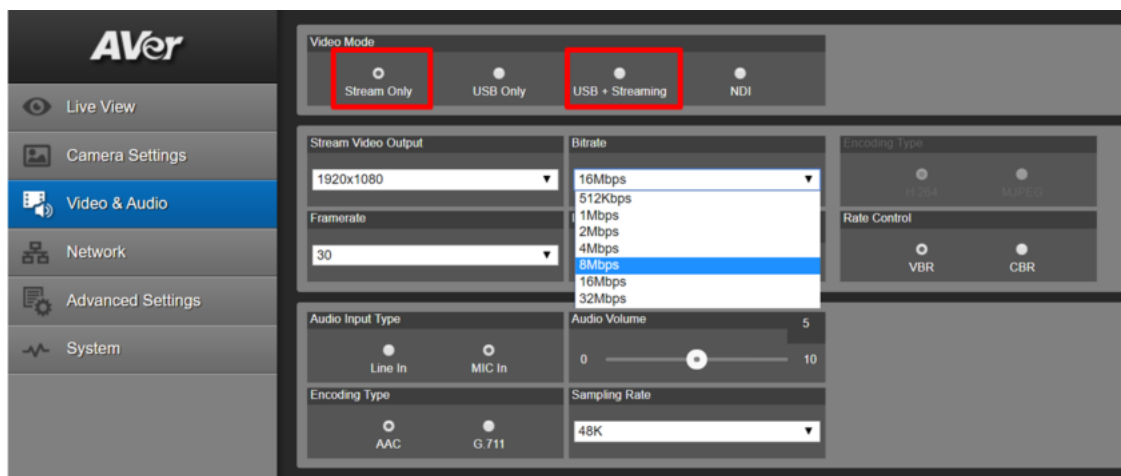 AVer
Live View
Camera Settings
Video & Audio
Network
Advanced Settings
System
Video Mode
Stream Only USB Only USB + Streaming NDI
Stream Video Output Bitrate Encoding Type
1920x1080 16Mbps
H.264 MJPEG
512Kbps
1Mbps
2Mbps
4Mbps
8Mbps
16Mbps
32Mbps
Framerate Rate Control
30
VBR CBR
Audio Input Type Audio Volume 5
0 10
Line In MIC In
Encoding Type Sampling Rate
AAC G.711
48K